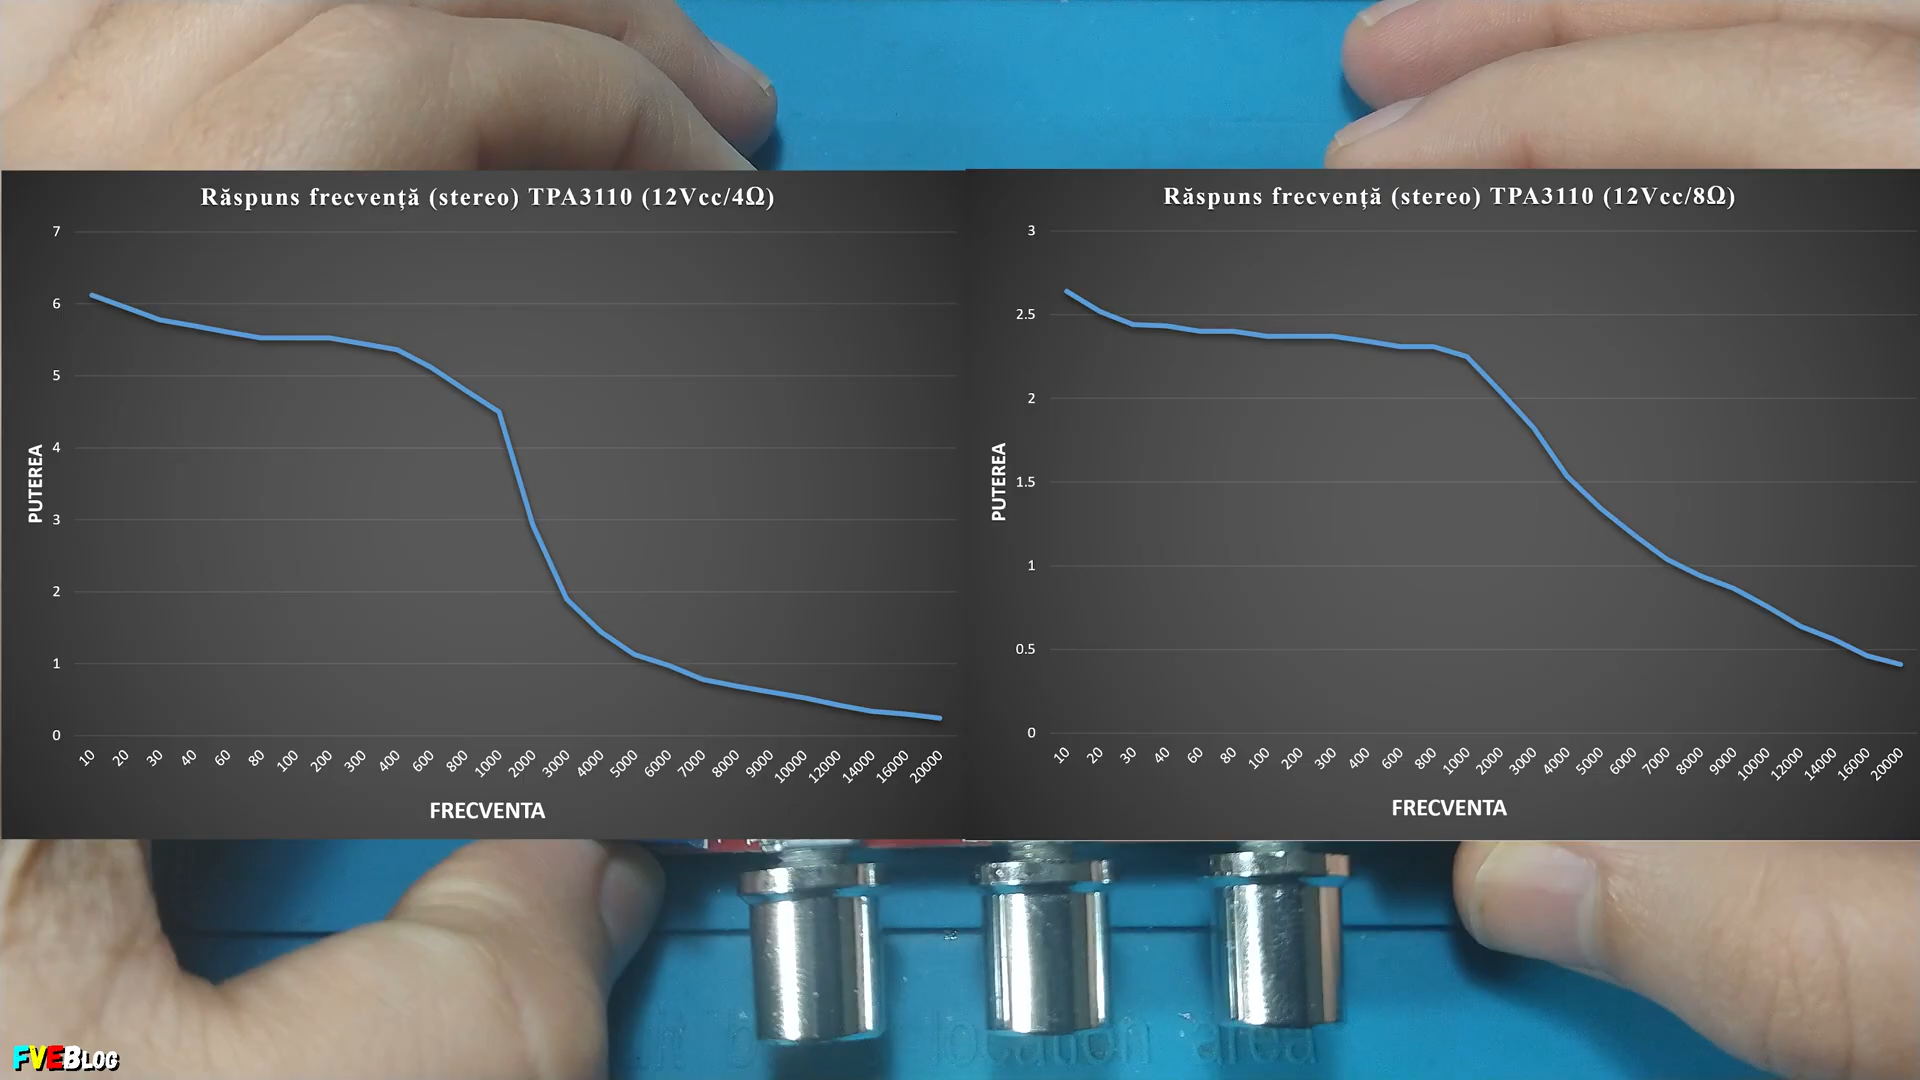 Răspuns frecvență (stereo) TPA3110 (12Vcc/4Ω)
7
6
5
4
3
2
1
0
PUTEREA
10 20 30 40 60 80 100 200 300 400 600 800 1000 2000 3000 4000 5000 6000 7000 8000 9000 10000 12000 14000 16000 20000
FRECVENTA
Răspuns frecvență (stereo) TPA3110 (12Vcc/8Ω)
3
2.5
2
1.5
1
0.5
0
PUTEREA
10 20 30 40 60 80 100 200 300 400 600 800 1000 2000 3000 4000 5000 6000 7000 8000 9000 10000 12000 14000 16000 20000
FRECVENTA
location area
FVEBLOG